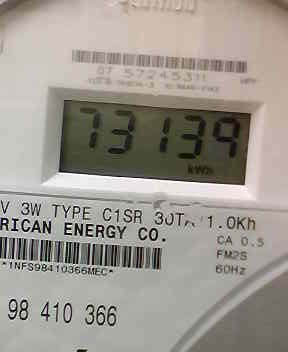 07 57245311
73139
kWh
V 3W TYPE C1SR 30TA 1.0Kh
RICAN ENERGY CO.
CA 0.5
FM2S
*1NFS98410366MEC*
60Hz
98 410 366